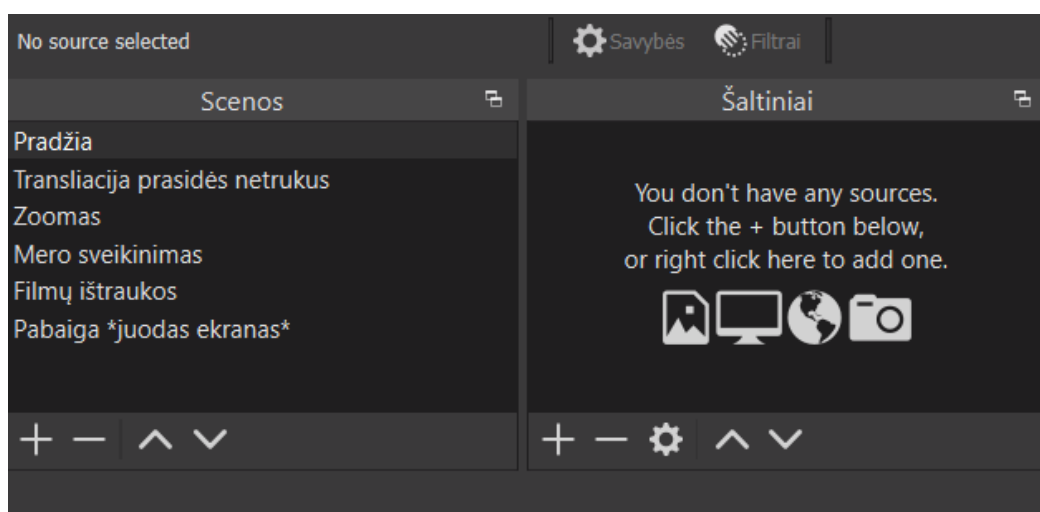 No source selected
Savybės
Filtrai
Scenos
Šaltiniai
Pradžia
Transliacija prasidės netrukus
Zoomas
Mero sveikinimas
Filmų ištraukos
Pabaiga *juodas ekranas*
You don't have any sources.
Click the + button below,
or right click here to add one.